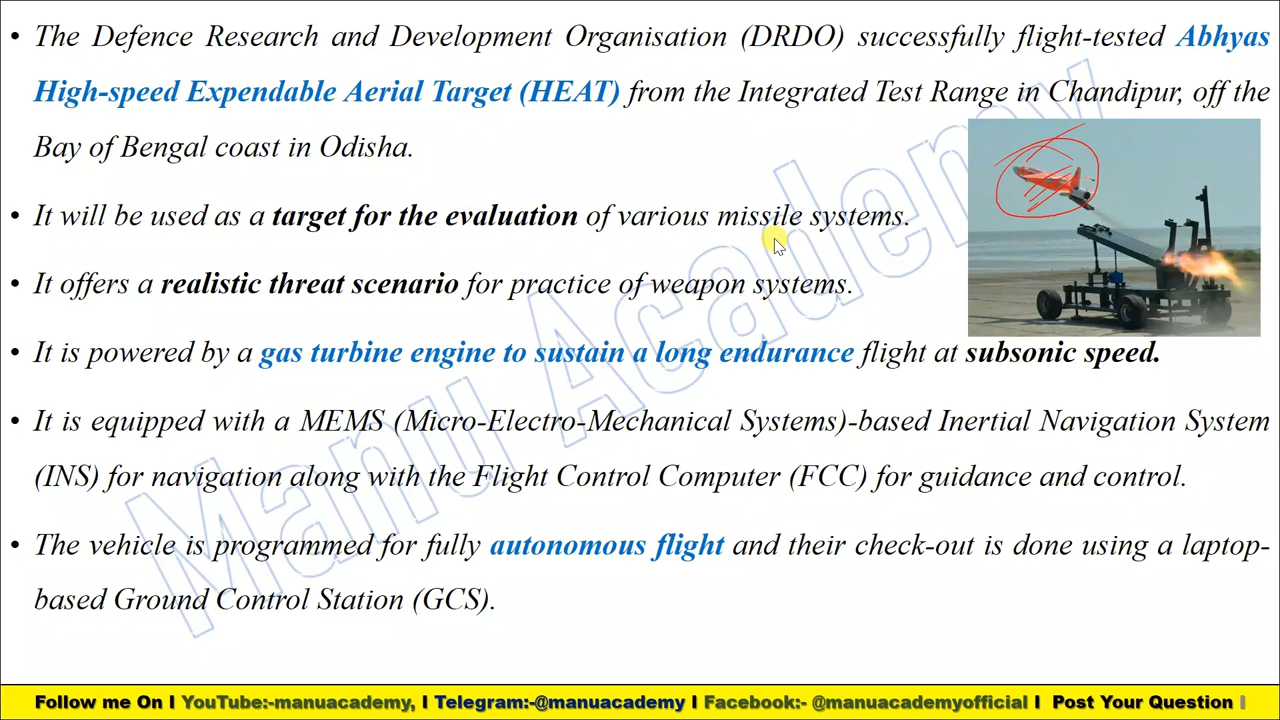 • The Defence Research and Development Organisation (DRDO) successfully flight-tested Abhyas
High-speed Expendable Aerial Target (HEAT) from the Integrated Test Range in Chandipur, off the
Bay of Bengal coast in Odisha.
• It will be used as a target for the evaluation of various missile systems.
• It offers a realistic threat scenario for practice of weapon systems.
• It is powered by a gas turbine engine to sustain a long endurance flight at subsonic speed.
• It is equipped with a MEMS (Micro-Electro-Mechanical Systems)-based Inertial Navigation System
(INS) for navigation along with the Flight Control Computer (FCC) for guidance and control.
• The vehicle is programmed for fully autonomous flight and their check-out is done using a laptop-
based Ground Control Station (GCS).
Manu Academy
Follow me On I YouTube:-manuacademy, I Telegram:-@manuacademy I Facebook:- @manuacademyofficial I Post Your Question I